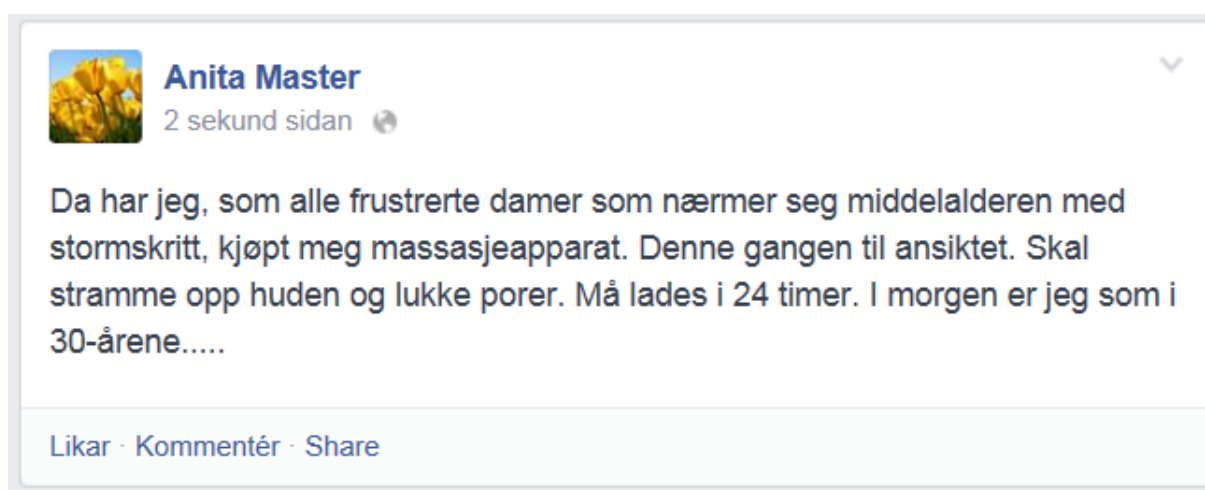 Anita Master
2 sekund sidan
Da har jeg, som alle frustrerte damer som nærmer seg middelalderen med
stormskritt, kjøpt meg massasjeapparat. Denne gangen til ansiktet. Skal
stramme opp huden og lukke porer. Må lades i 24 timer. I morgen er jeg som i
30-årene.....
Likar · Kommentér · Share